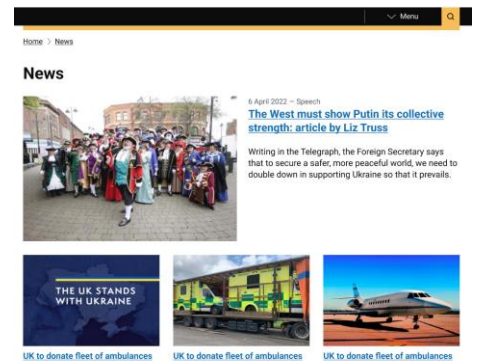 Menu
Home > News
News
6 April 2022 — Speech
The West must show Putin its collective
strength: article by Liz Truss
Writing in the Telegraph, the Foreign Secretary says
that to secure a safer, more peaceful world, we need to
double down in supporting Ukraine so that it prevails.
THE UK STANDS
WITH UKRAINE
UK to donate fleet of ambulances
UK to donate fleet of ambulances
UK to donate fleet of ambulances